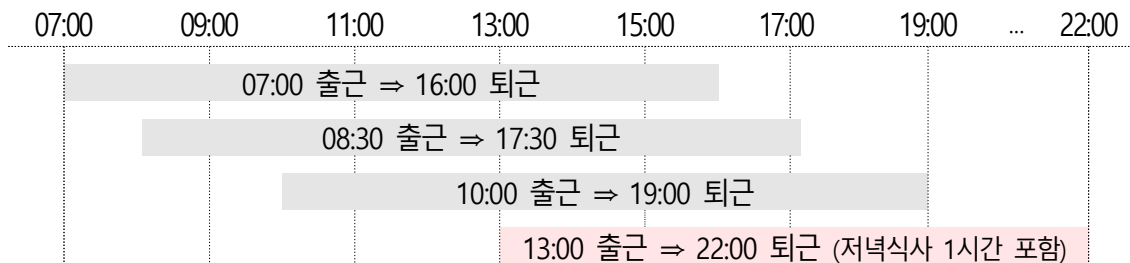 07:00 09:00 11:00 13:00 15:00 17:00 19:00 ... 22:00
07:00 출근 ⇒ 16:00 퇴근
08:30 출근 ⇒ 17:30 퇴근
10:00 출근 ⇒ 19:00 퇴근
13:00 출근 ⇒ 22:00 퇴근 (저녁식사 1시간 포함)